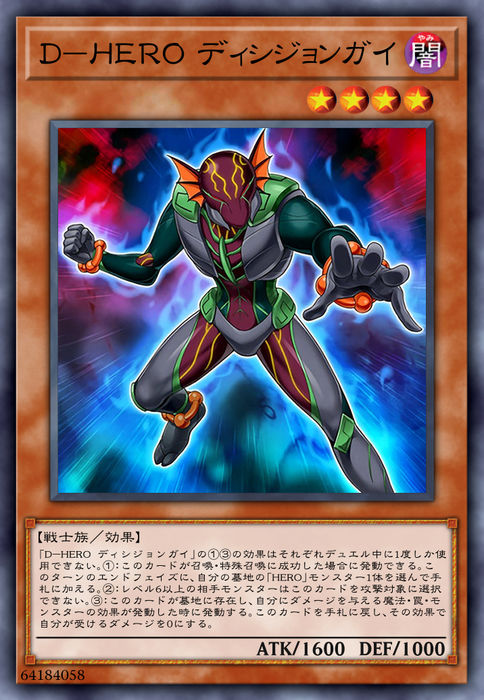 D-HERO ディシジョンガイ
やみ
闇
【戦士族／効果】
「D-HERO ディシジョンガイ」の①③の効果はそれぞれデュエル中に1度しか使
用できない。①：このカードが召喚・特殊召喚に成功した場合に発動できる。こ
のターンのエンドフェイズに、自分の墓地の「HERO」モンスター1体を選んで手
札に加える。②：レベル6以上の相手モンスターはこのカードを攻撃対象に選択
できない。③：このカードが墓地に存在し、自分にダメージを与える魔法・罠・モ
ンスターの効果が発動した時に発動する。このカードを手札に戻し、その効果で
自分が受けるダメージを0にする。
ATK/1600 DEF/1000
64184058